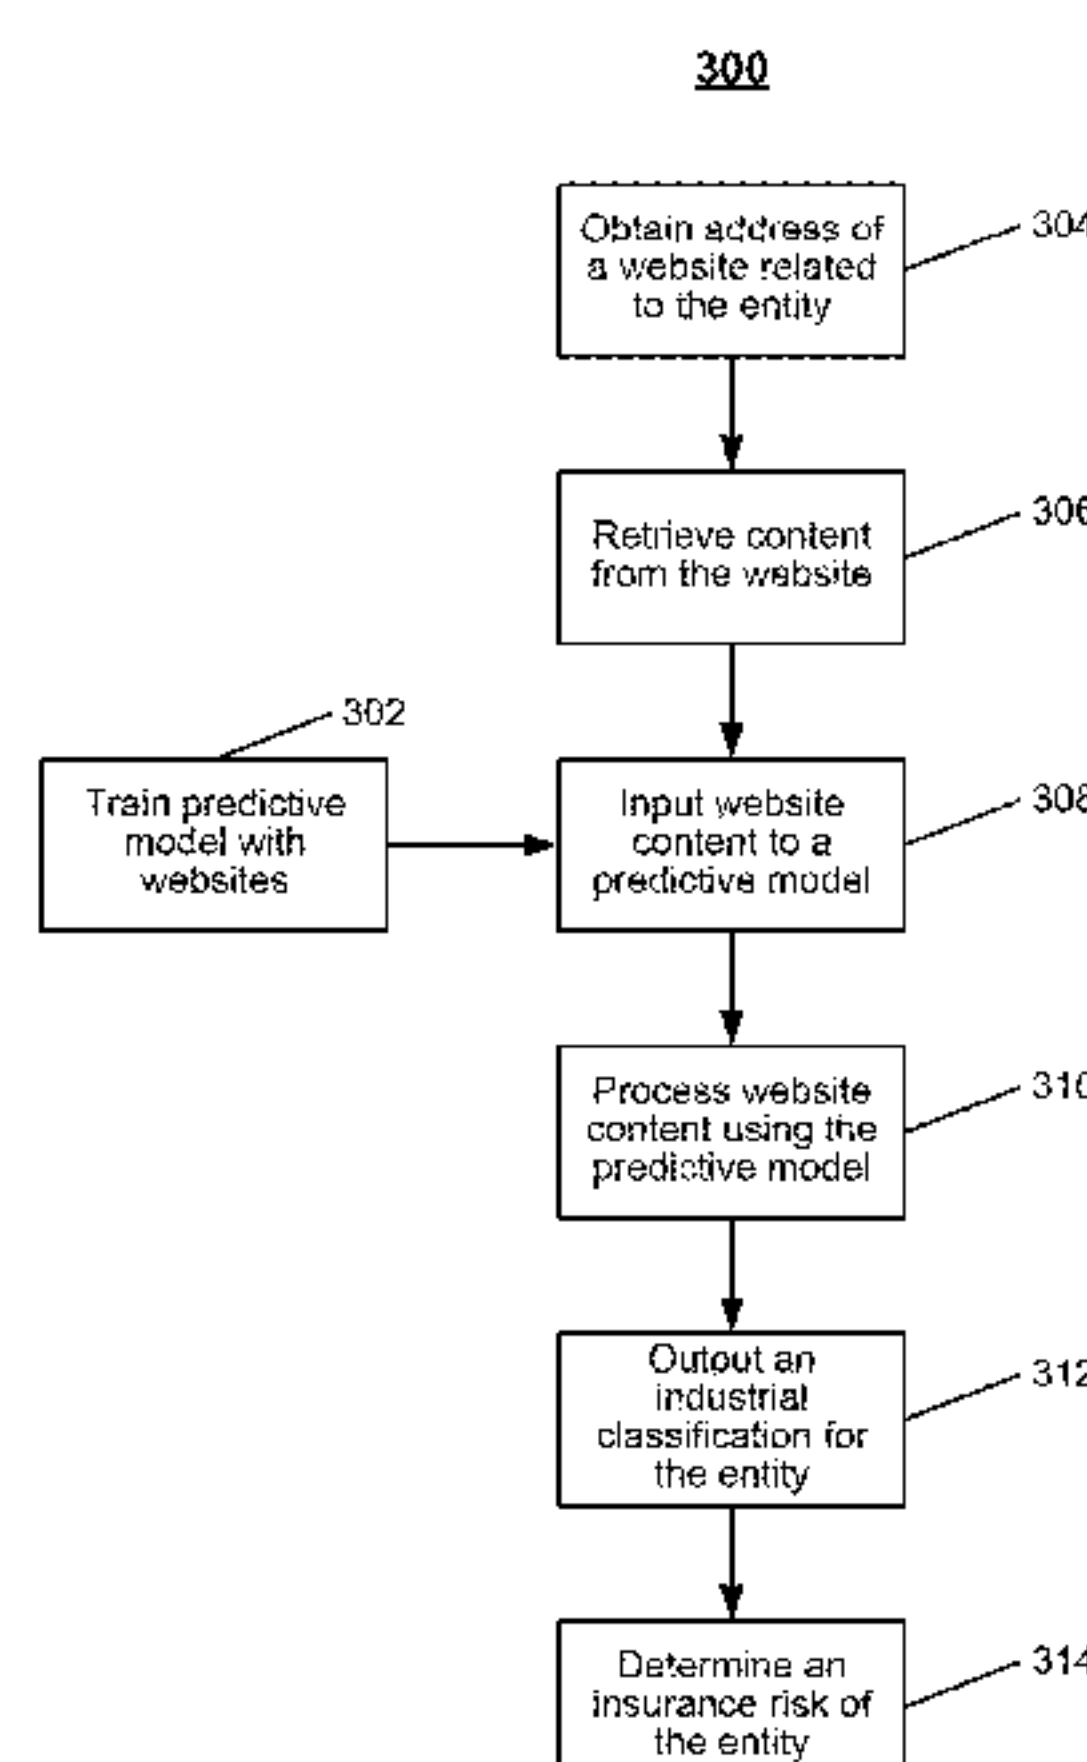 300
Obtain address of
a website related
to the entity
304
Retrieve content
from the website
306
302
Train predictive
model with
websites
Input website
content to a
predictive model
308
Process website
content using the
predictive model
310
Output an
industrial
classification for
the entity
312
Determine an
insurance risk of
the entity
314